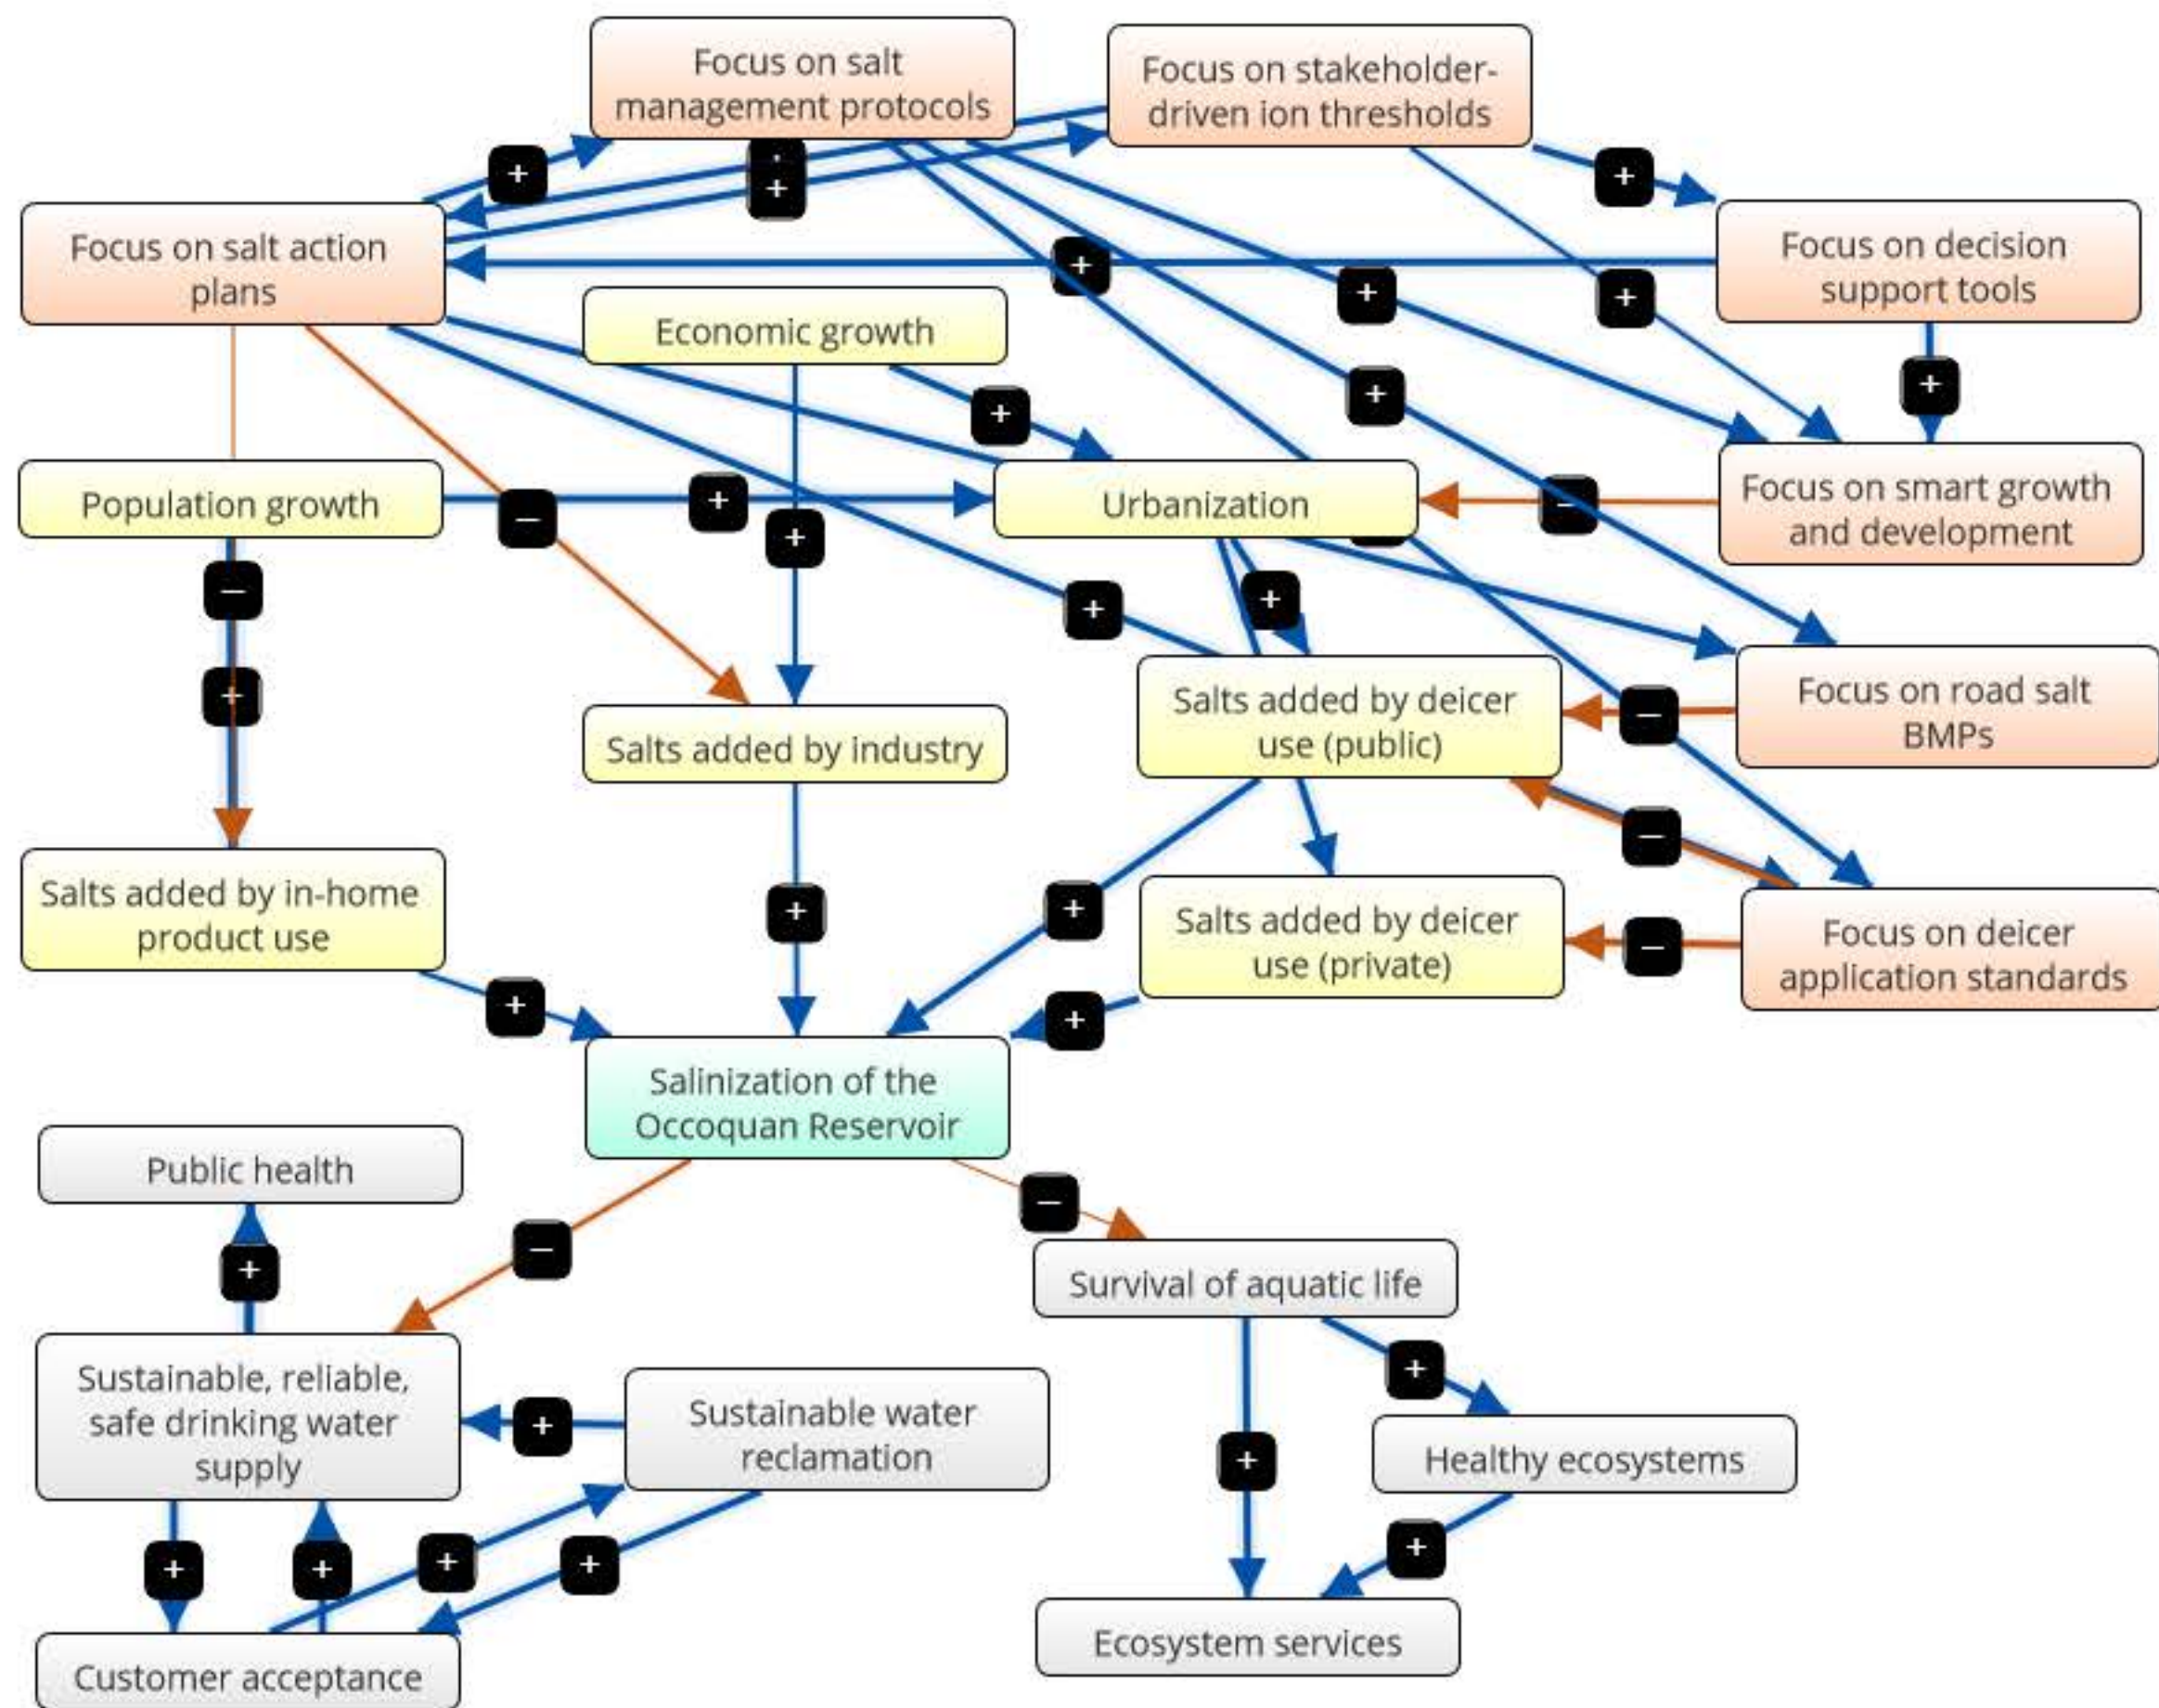 Focus on salt
management protocols
Focus on stakeholder-
driven ion thresholds
+
+
+
Focus on salt action
plans
Focus on decision
support tools
+
+
+
Economic growth
+
+
+
Population growth
+
Urbanization
−
Focus on smart growth
and development
−
+
−
+
+
+
Salts added by industry
Salts added by deicer
use (public)
−
Focus on road salt
BMPs
−
Salts added by in-home
product use
+
+
Salts added by deicer
use (private)
−
Focus on deicer
application standards
+
+
Salinization of the
Occoquan Reservoir
Public health
−
−
+
Survival of aquatic life
Sustainable, reliable,
safe drinking water
supply
+
Sustainable water
reclamation
+
+
Healthy ecosystems
+
+
+
+
+
Customer acceptance
Ecosystem services